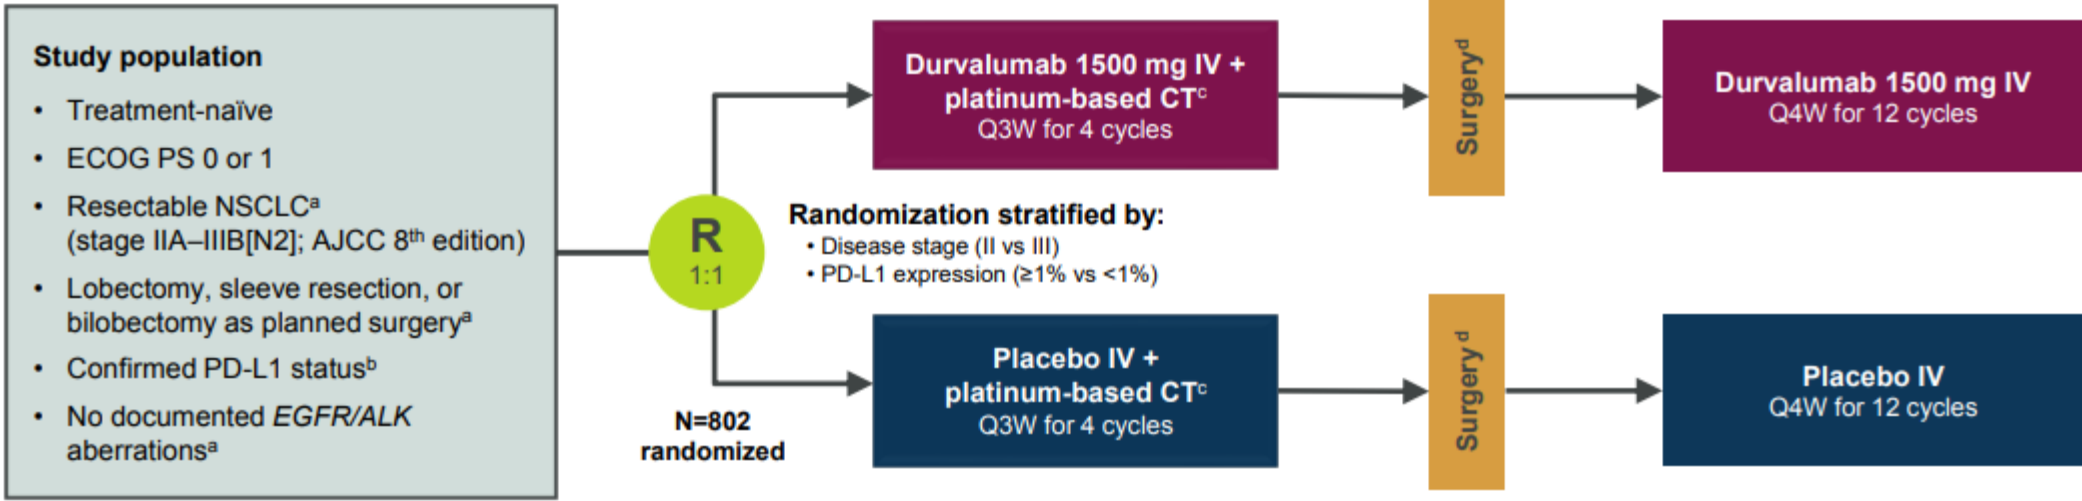 Study population
• Treatment-naïve
• ECOG PS 0 or 1
• Resectable NSCLCᵃ
(stage IIA–IIIB[N2]; AJCC 8ᵗʰ edition)
• Lobectomy, sleeve resection, or
bilobectomy as planned surgeryᵃ
• Confirmed PD-L1 statusᵇ
• No documented EGFR/ALK
aberrationsᵃ
R
1:1
N=802
randomized
Randomization stratified by:
• Disease stage (II vs III)
• PD-L1 expression (≥1% vs <1%)
Durvalumab 1500 mg IV +
platinum-based CTᶜ
Q3W for 4 cycles
Surgeryᵈ
Durvalumab 1500 mg IV
Q4W for 12 cycles
Placebo IV +
platinum-based CTᶜ
Q3W for 4 cycles
Surgeryᵈ
Placebo IV
Q4W for 12 cycles